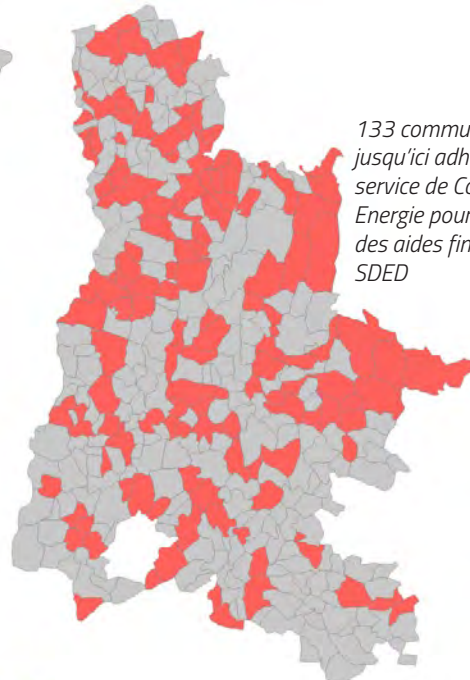 133 commu
jusqu'ici adh
service de Co
Energie pour
des aides fin
SDED